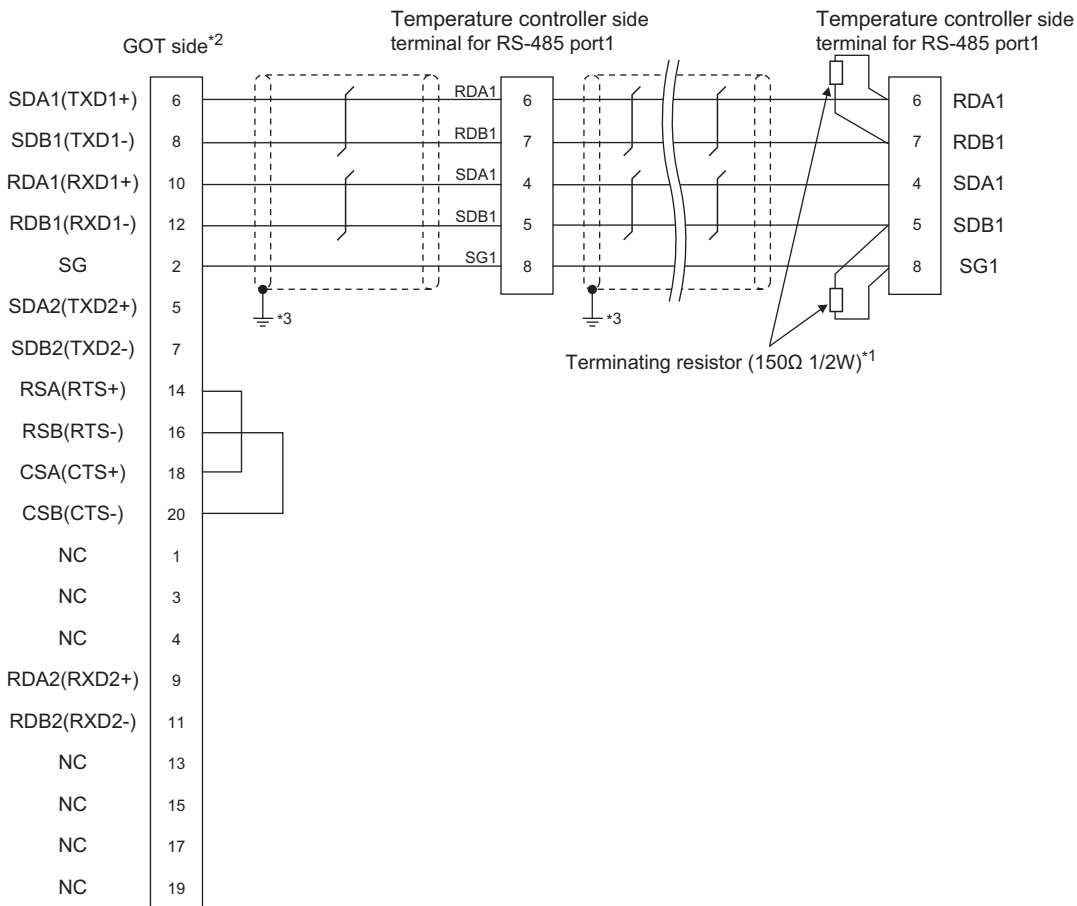 Temperature controller side
terminal for RS-485 port1
Temperature controller side
terminal for RS-485 port1
GOT side*2
SDA1(TXD1+) 6 RDA1 6 6 RDA1
SDB1(TXD1-) 8 RDB1 7 7 RDB1
RDA1(RXD1+) 10 SDA1 4 4 SDA1
RDB1(RXD1-) 12 SDB1 5 5 SDB1
SG 2 SG1 8 8 SG1
SDA2(TXD2+) 5 *3 *3
SDB2(TXD2-) 7
Terminating resistor (150Ω 1/2W)*1
RSA(RTS+) 14
RSB(RTS-) 16
CSA(CTS+) 18
CSB(CTS-) 20
NC 1
NC 3
NC 4
RDA2(RXD2+) 9
RDB2(RXD2-) 11
NC 13
NC 15
NC 17
NC 19